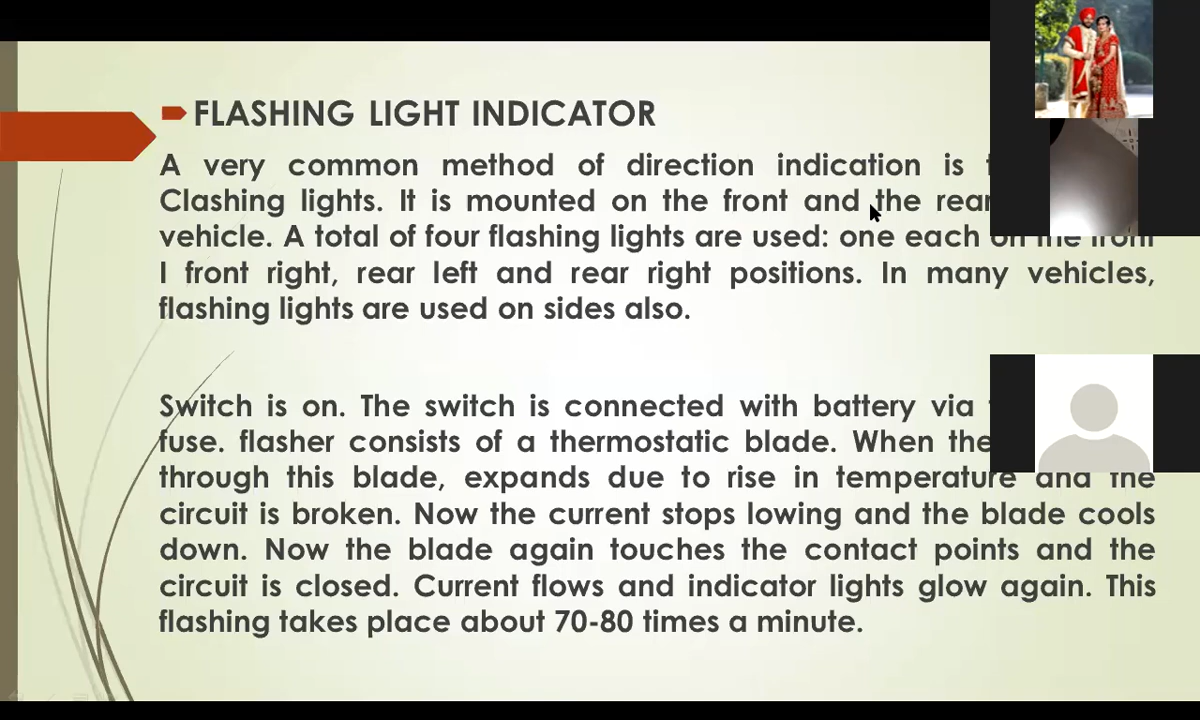 FLASHING LIGHT INDICATOR
A very common method of direction indication is
Clashing lights. It is mounted on the front and the rear
vehicle. A total of four flashing lights are used: one each on the front
I front right, rear left and rear right positions. In many vehicles,
flashing lights are used on sides also.
Switch is on. The switch is connected with battery via
fuse. flasher consists of a thermostatic blade. When the
through this blade, expands due to rise in temperature and the
circuit is broken. Now the current stops lowing and the blade cools
down. Now the blade again touches the contact points and the
circuit is closed. Current flows and indicator lights glow again. This
flashing takes place about 70-80 times a minute.